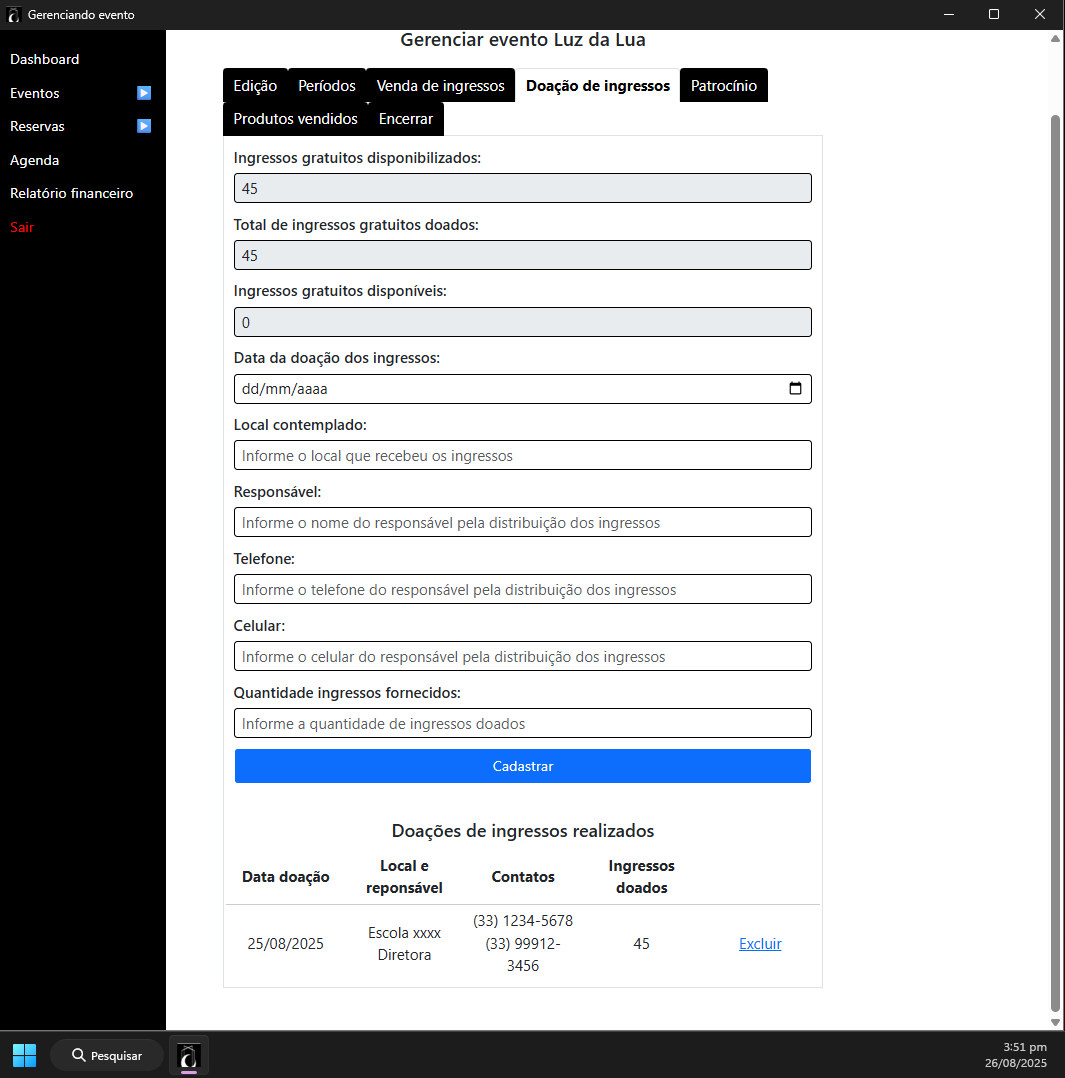 Gerenciando evento
Dashboard
Eventos
Reservas
Agenda
Relatório financeiro
Sair
Gerenciar evento Luz da Lua
Edição Períodos Venda de ingressos Doação de ingressos Patrocínio
Produtos vendidos Encerrar
Ingressos gratuitos disponibilizados:
45
Total de ingressos gratuitos doados:
45
Ingressos gratuitos disponíveis:
0
Data da doação dos ingressos:
dd/mm/aaaa
Local contemplado:
Informe o local que recebeu os ingressos
Responsável:
Informe o nome do responsável pela distribuição dos ingressos
Telefone:
Informe o telefone do responsável pela distribuição dos ingressos
Celular:
Informe o celular do responsável pela distribuição dos ingressos
Quantidade ingressos fornecidos:
Informe a quantidade de ingressos doados
Cadastrar
Doações de ingressos realizados
Data doação
Local e
reponsável
Contatos
Ingressos
doados
25/08/2025
Escola xxxx
Diretora
(33) 1234-5678
(33) 99912-
3456
45
Excluir
Pesquisar
3:51 pm
26/08/2025